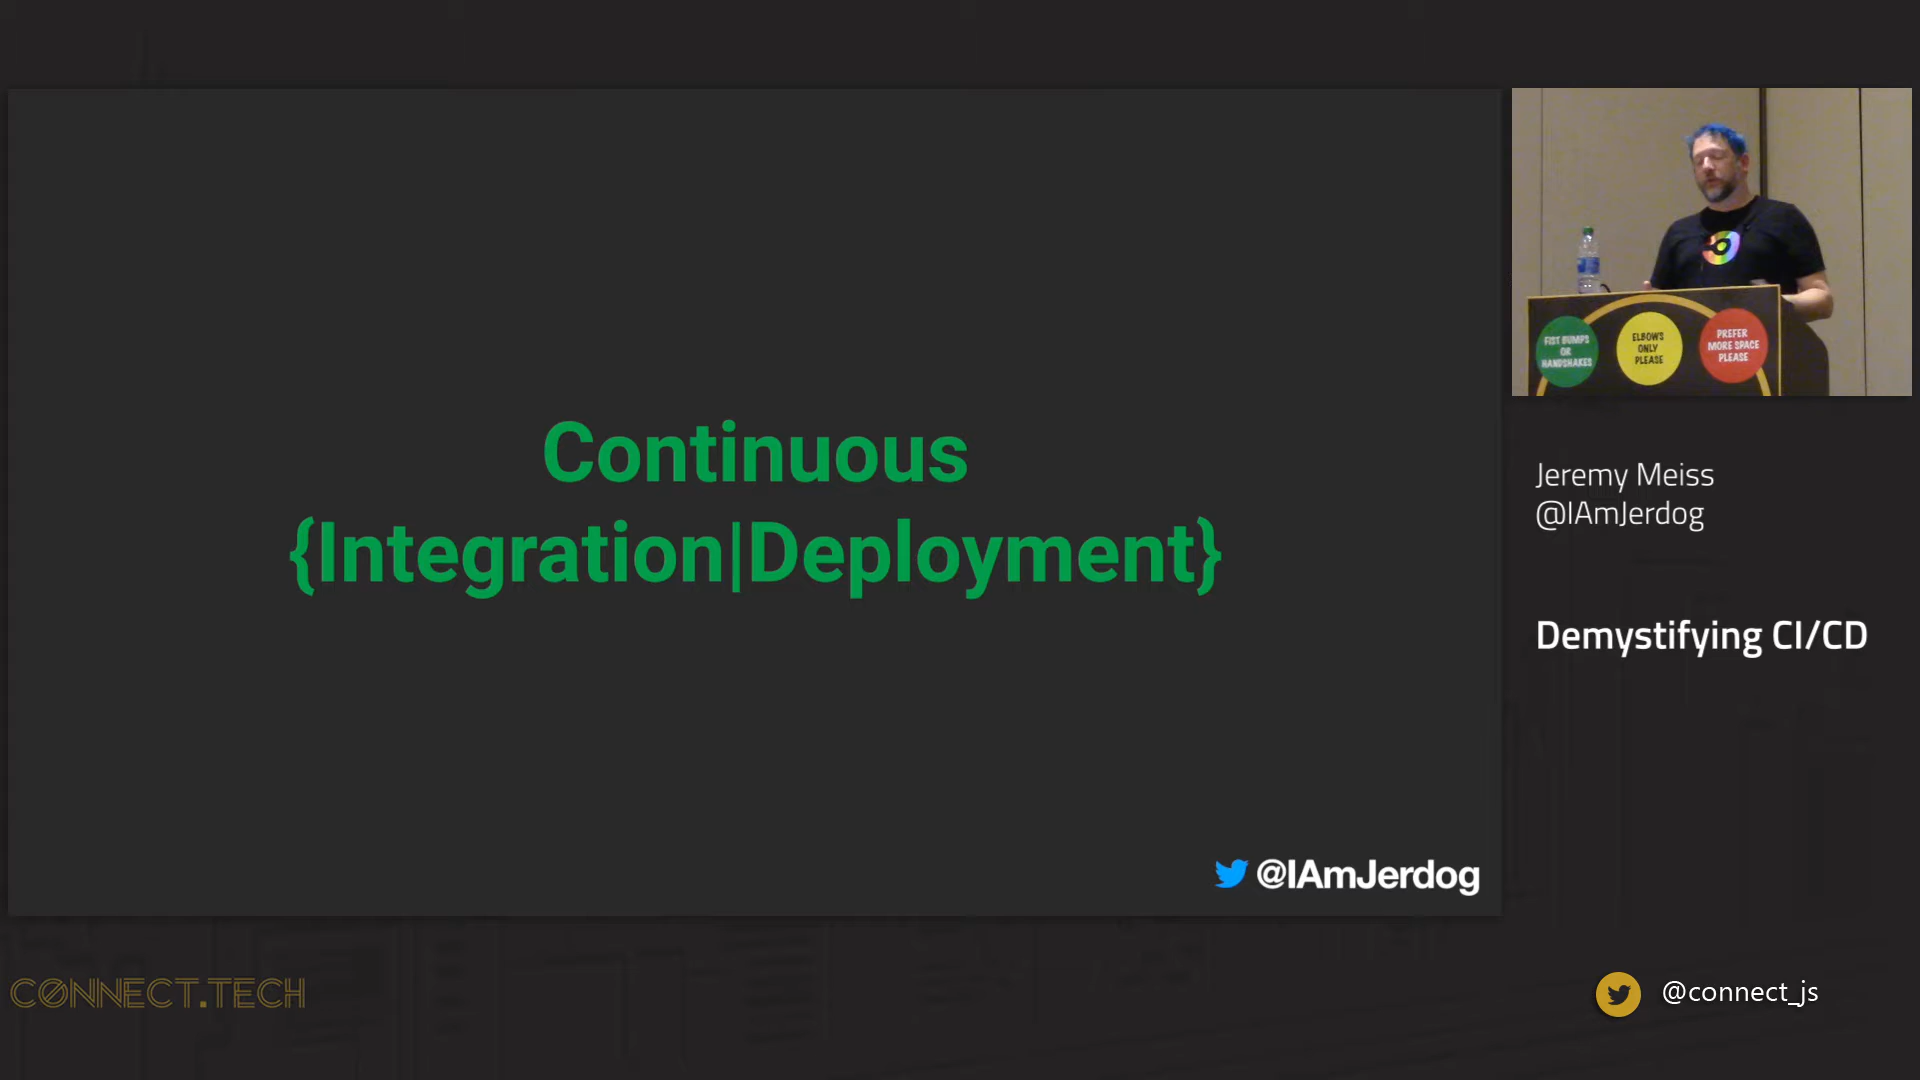 Continuous
{Integration|Deployment}
@IAmJerdog
FIST BUMPS
OR
HANDSHAKES
ELBOWS
ONLY
PLEASE
PREFER
MORE SPACE
PLEASE
Jeremy Meiss
@IAmJerdog
Demystifying CI/CD
CONNECT.TECH
@connect_js